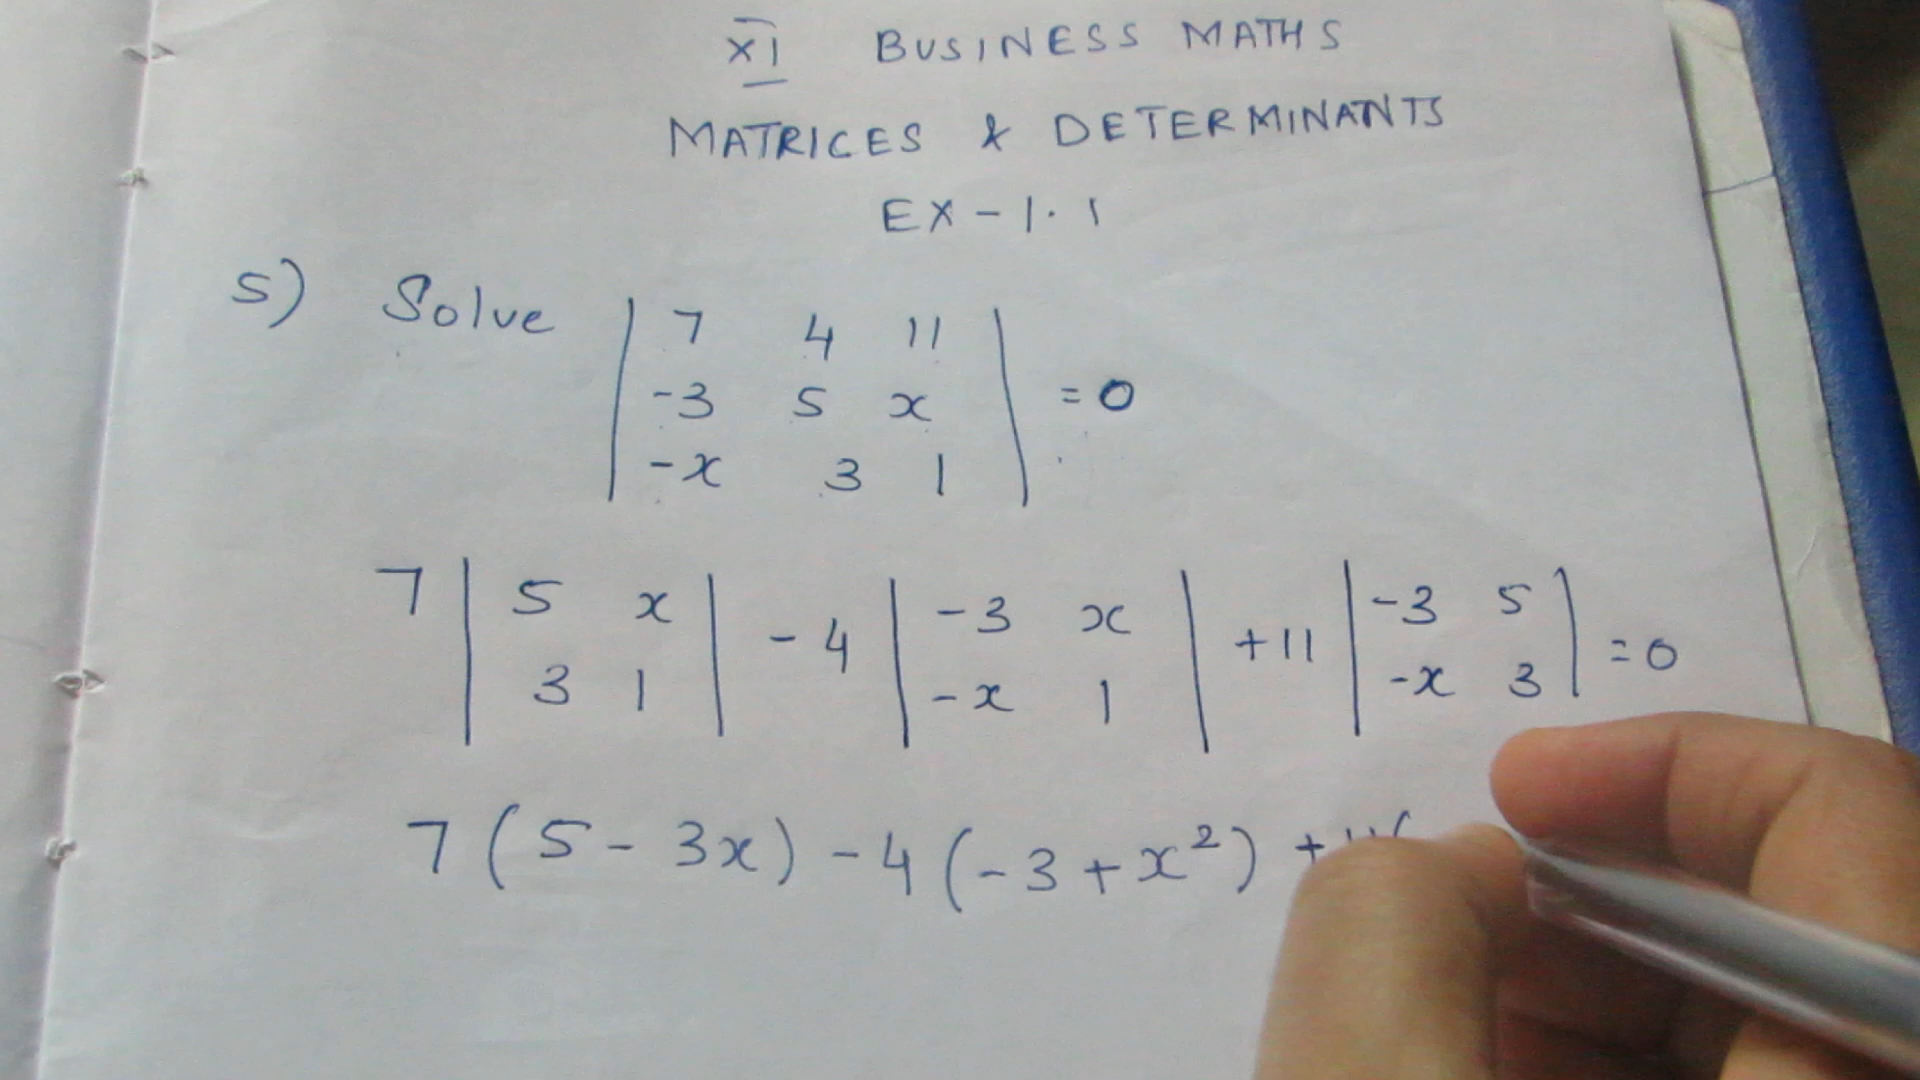 XI BUSINESS MATHS
MATRICES & DETERMINANTS
EX - 1.1
5) Solve | 7 4 11 |
| -3 5 x | = 0
| -x 3 1 |
7 | 5 x | - 4 | -3 x | + 11 | -3 5 | = 0
| 3 1 | | -x 1 | | -x 3 |
7 ( 5 - 3x ) - 4 ( -3 + x² ) +